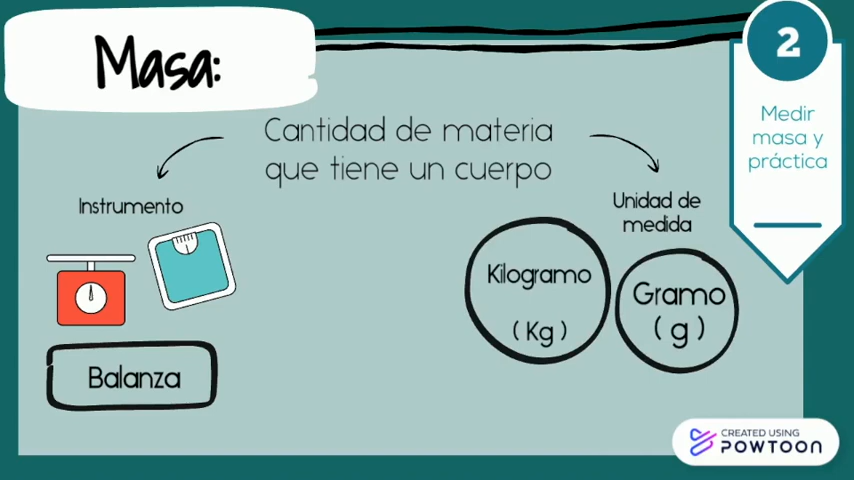 Masa:
2
Medir
masa y
práctica
Cantidad de materia
que tiene un cuerpo
Instrumento
Balanza
Unidad de
medida
Kilogramo
(Kg)
Gramo
(g)
CREATED USING
POWTOON